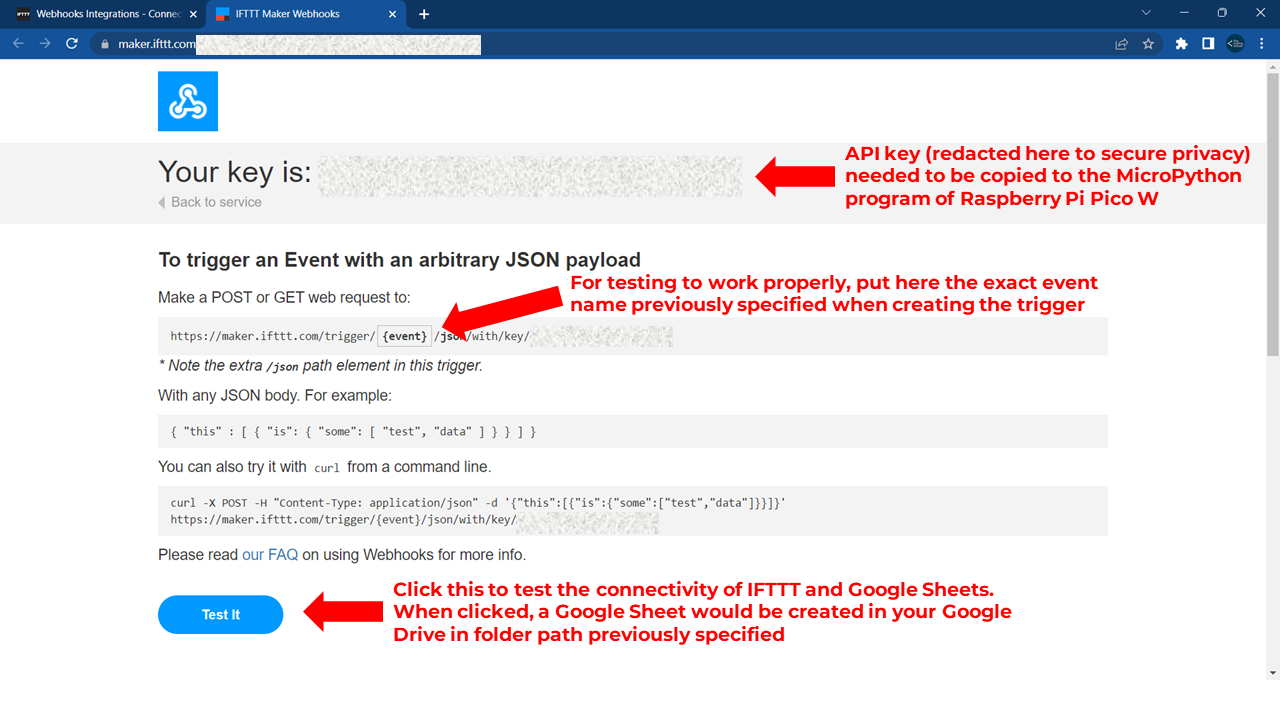 IFTTT Webhooks Integrations - Connec
IFTTT Maker Webhooks
maker.ifttt.com
Your key is:
API key (redacted here to secure privacy)
needed to be copied to the MicroPython
program of Raspberry Pi Pico W
Back to service
To trigger an Event with an arbitrary JSON payload
For testing to work properly, put here the exact event
name previously specified when creating the trigger
Make a POST or GET web request to:
https://maker.ifttt.com/trigger/ {event} /json/with/key/
* Note the extra /json path element in this trigger.
With any JSON body. For example:
{ "this" : [ { "is": { "some": [ "test", "data" ] } } ] }
You can also try it with curl from a command line.
curl -X POST -H "Content-Type: application/json" -d '{"this":[{"is":{"some":["test","data"]}}]}'
https://maker.ifttt.com/trigger/{event}/json/with/key/
Please read our FAQ on using Webhooks for more info.
Click this to test the connectivity of IFTTT and Google Sheets.
When clicked, a Google Sheet would be created in your Google
Drive in folder path previously specified
Test It